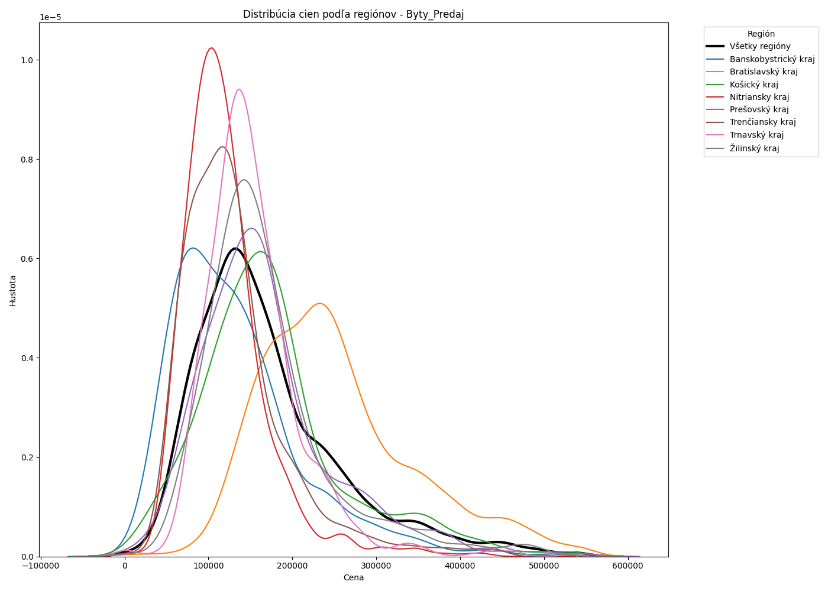 Distribúcia cien podľa regiónov - Byty_Predaj
1e−5
1.0
0.8
0.6
0.4
0.2
0.0
Hustota
−100000
0
100000
200000
300000
400000
500000
600000
Cena
Región
Všetky regióny
Banskobystrický kraj
Bratislavský kraj
Košický kraj
Nitriansky kraj
Prešovský kraj
Trenčiansky kraj
Trnavský kraj
Žilinský kraj